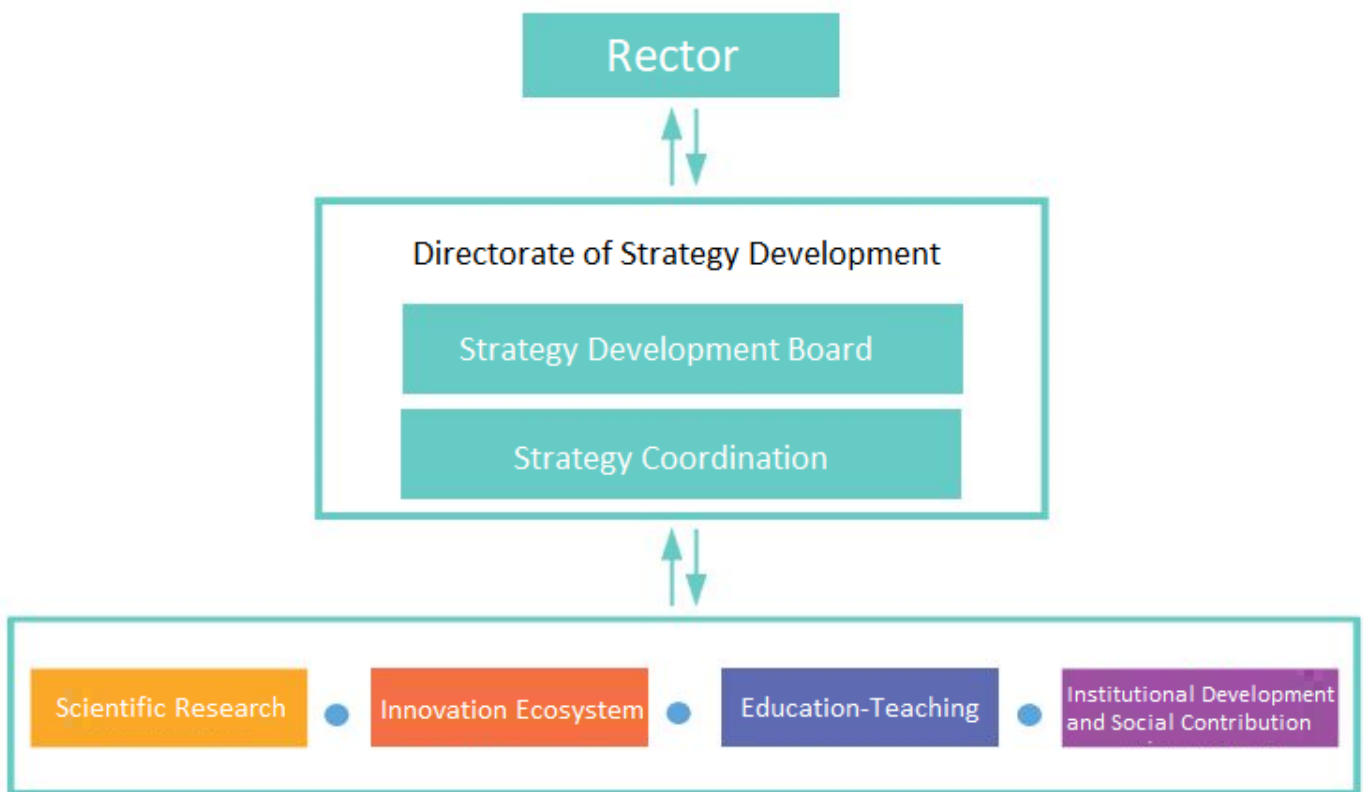 Rector
Directorate of Strategy Development
Strategy Development Board
Strategy Coordination
Scientific Research
Innovation Ecosystem
Education-Teaching
Institutional Development
and Social Contribution